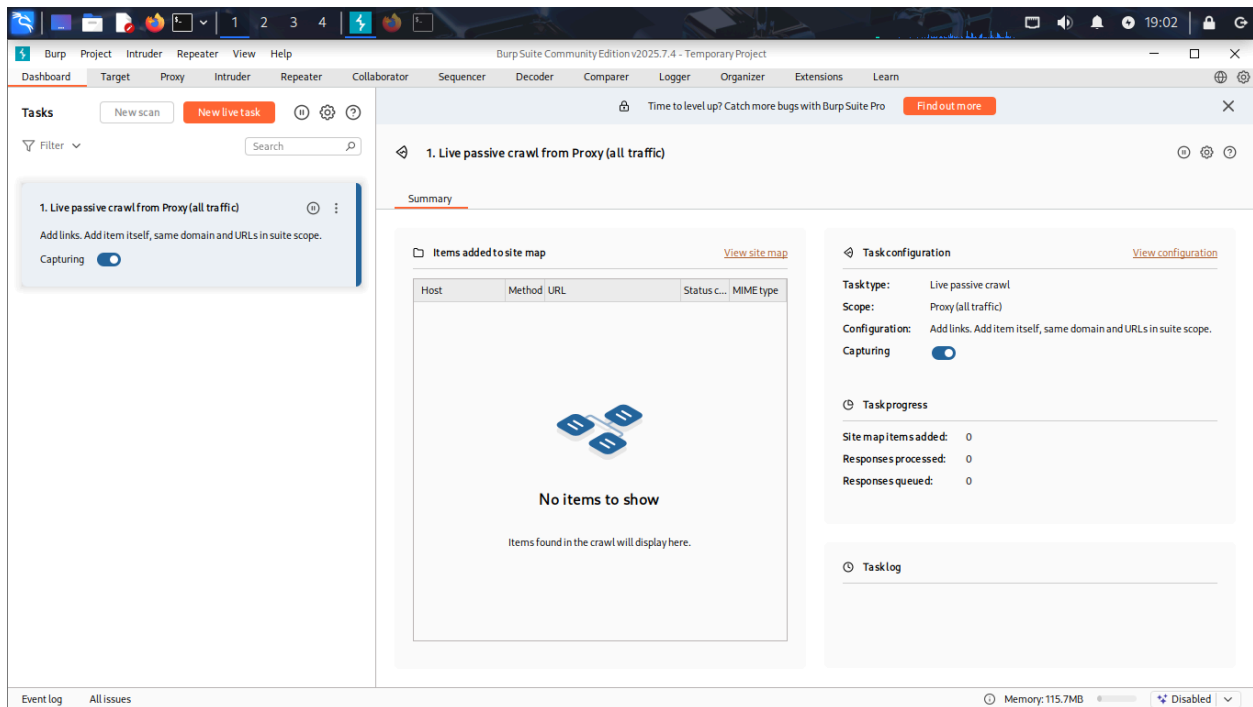 1 2 3 4 19:02
Burp Project Intruder Repeater View Help Burp Suite Community Edition v2025.7.4 - Temporary Project
Dashboard Target Proxy Intruder Repeater Collaborator Sequencer Decoder Comparer Logger Organizer Extensions Learn
Tasks New scan New live task
Time to level up? Catch more bugs with Burp Suite Pro Find out more
Filter Search
1. Live passive crawl from Proxy (all traffic)
Add links. Add item itself, same domain and URLs in suite scope.
Capturing
1. Live passive crawl from Proxy (all traffic)
Summary
Items added to site map View site map
Host Method URL Status c... MIME type
No items to show
Items found in the crawl will display here.
Task configuration View configuration
Task type: Live passive crawl
Scope: Proxy (all traffic)
Configuration: Add links. Add item itself, same domain and URLs in suite scope.
Capturing
Task progress
Site map items added: 0
Responses processed: 0
Responses queued: 0
Task log
Event log All issues Memory: 115.7MB Disabled